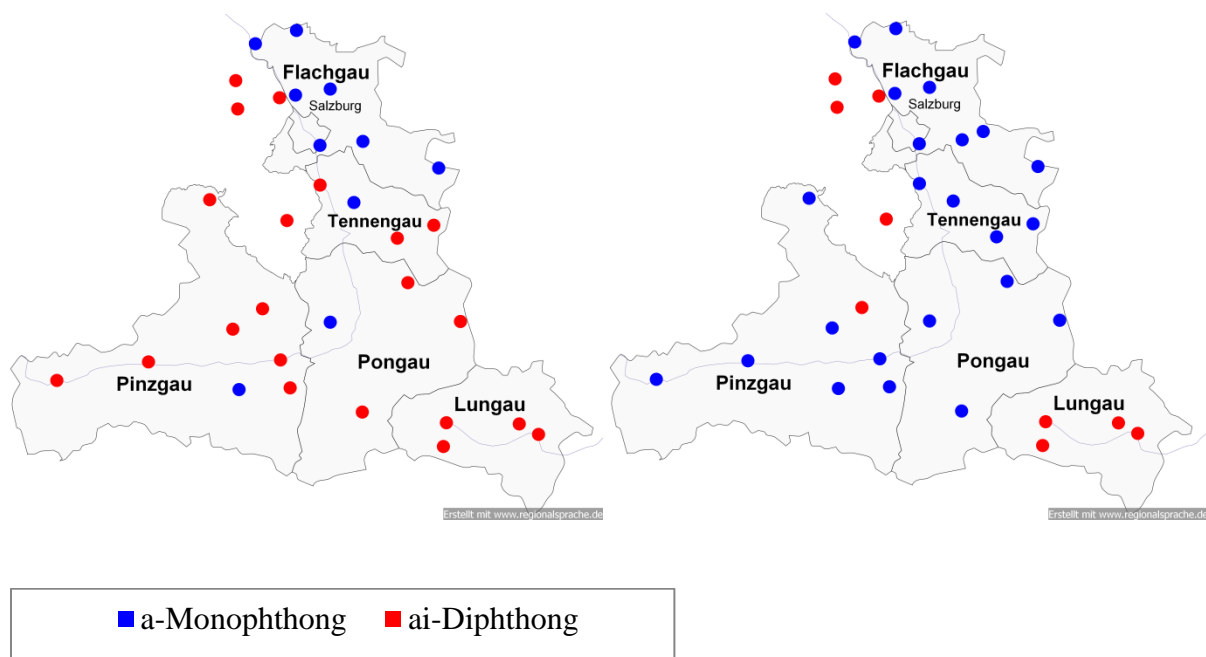 Flachgau
Salzburg
Tennengau
Pongau
Pinzgau
Lungau
Erstellt mit www.regionalsprache.de
Flachgau
Salzburg
Tennengau
Pongau
Pinzgau
Lungau
Erstellt mit www.regionalsprache.de
a-Monophthong ai-Diphthong